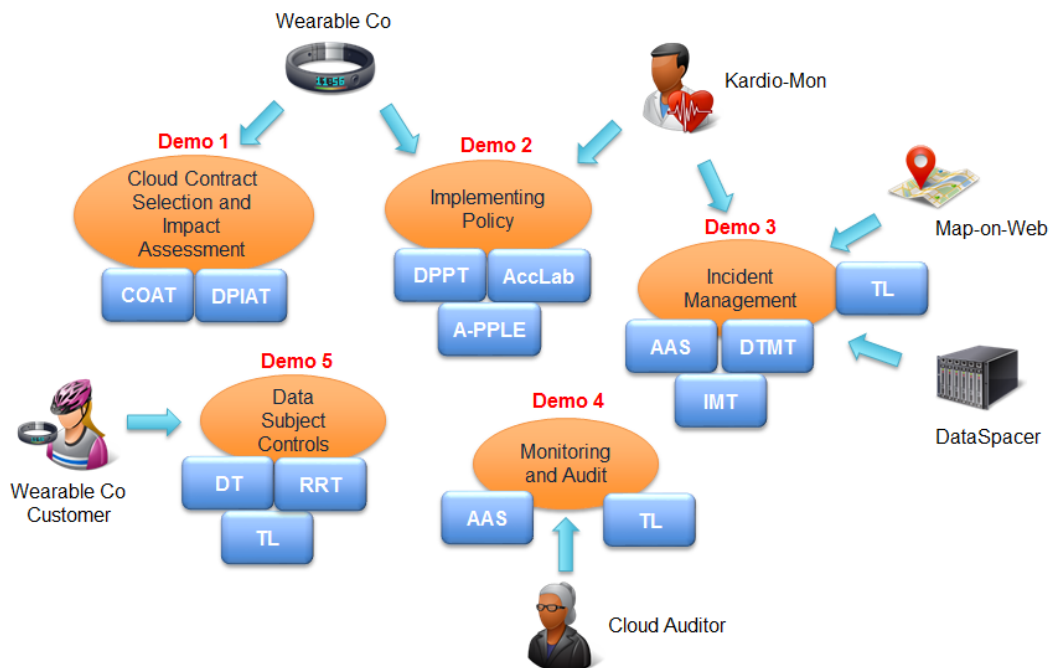 Wearable Co
11:56
Kardio-Mon
Demo 1
Cloud Contract
Selection and
Impact
Assessment
COAT
DPIAT
Demo 2
Implementing
Policy
DPPT
AccLab
A-PPLE
Map-on-Web
Demo 3
Incident
Management
TL
AAS
DTMT
IMT
DataSpacer
Demo 5
Data
Subject
Controls
DT
RRT
TL
Wearable Co
Customer
Demo 4
Monitoring
and Audit
AAS
TL
Cloud Auditor